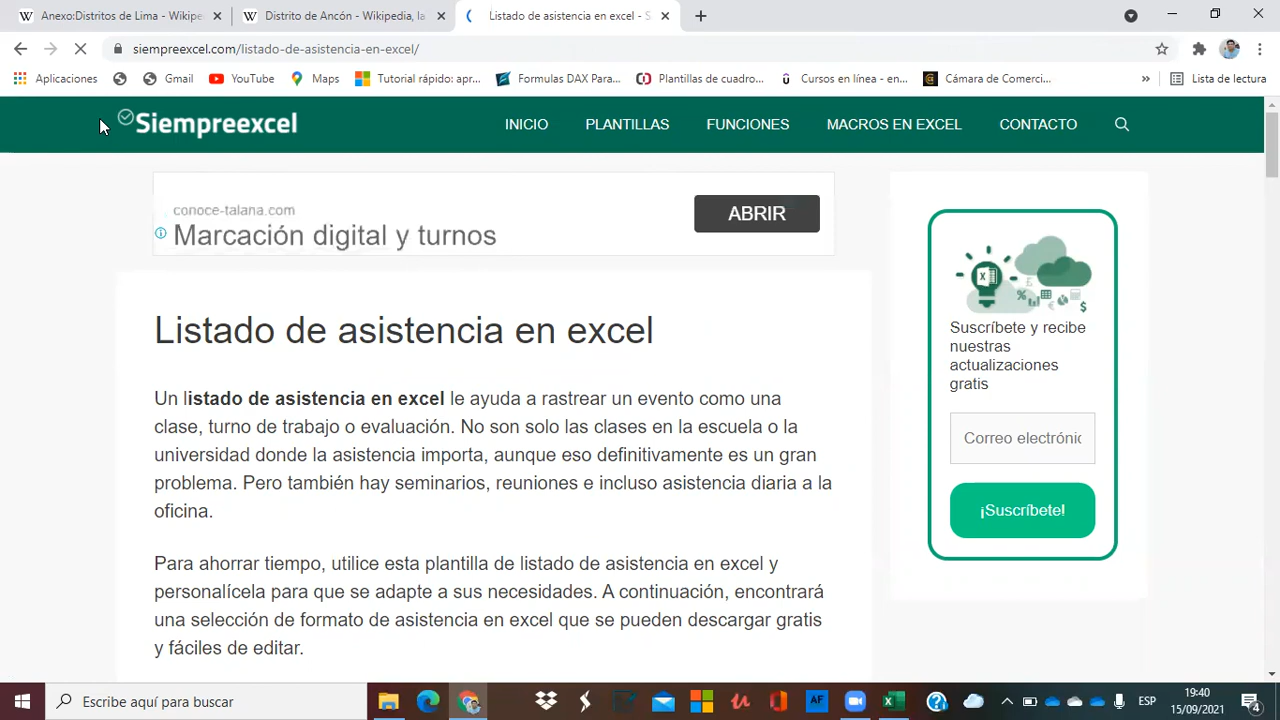 Anexo:Distritos de Lima - Wikipe
Distrito de Ancón - Wikipedia, la
Listado de asistencia en excel - S
siempreexcel.com/listado-de-asistencia-en-excel/
Aplicaciones
Gmail
YouTube
Maps
Tutorial rápido: apr...
Formulas DAX Para...
Plantillas de cuadro...
Cursos en línea - en...
Cámara de Comerci...
»
Lista de lectura
Siempreexcel
INICIO
PLANTILLAS
FUNCIONES
MACROS EN EXCEL
CONTACTO
conoce-talana.com
Marcación digital y turnos
ABRIR
Listado de asistencia en excel
Un listado de asistencia en excel le ayuda a rastrear un evento como una
clase, turno de trabajo o evaluación. No son solo las clases en la escuela o la
universidad donde la asistencia importa, aunque eso definitivamente es un gran
problema. Pero también hay seminarios, reuniones e incluso asistencia diaria a la
oficina.
Para ahorrar tiempo, utilice esta plantilla de listado de asistencia en excel y
personalícela para que se adapte a sus necesidades. A continuación, encontrará
una selección de formato de asistencia en excel que se pueden descargar gratis
y fáciles de editar.
Suscríbete y recibe
nuestras
actualizaciones
gratis
Correo electrónic
¡Suscríbete!
Escribe aquí para buscar
AF
ESP
19:40
15/09/2021
4